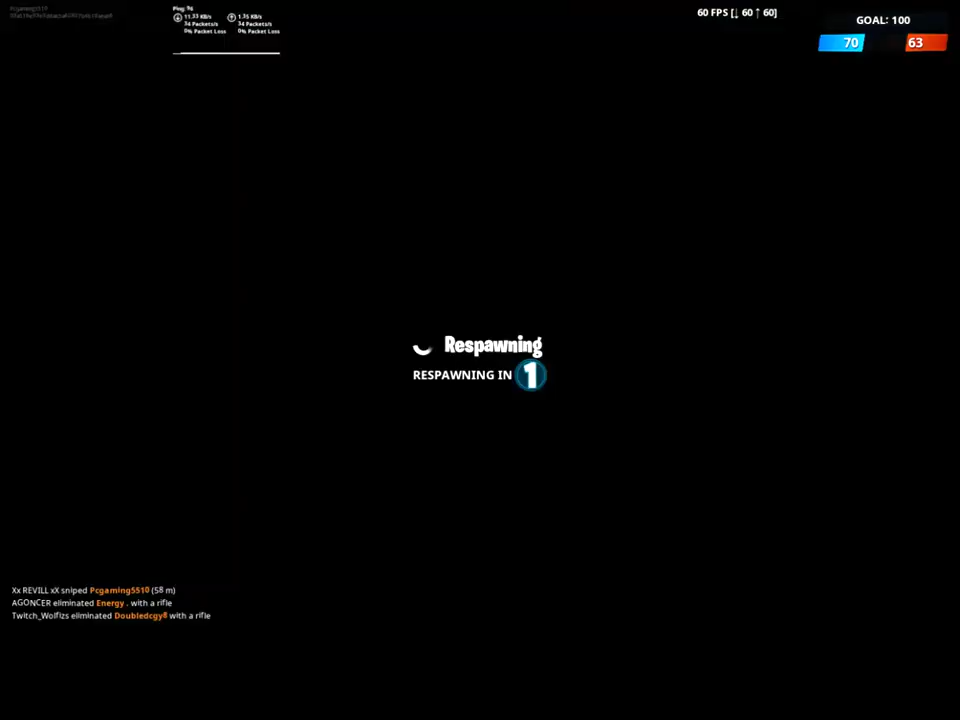 Pcgaming5510
Ping: 96
11.33 KB/s 1.35 KB/s
34 Packets/s 34 Packets/s
0% Packet Loss 0% Packet Loss
60 FPS [↓ 60 ↑ 60]
GOAL: 100
70 63
Respawning
RESPAWNING IN 1
Xx REVILL xX sniped Pcgaming5510 (58 m)
AGONCER eliminated Energy . with a rifle
Twitch_Wolfizs eliminated Doubledcgy8 with a rifle